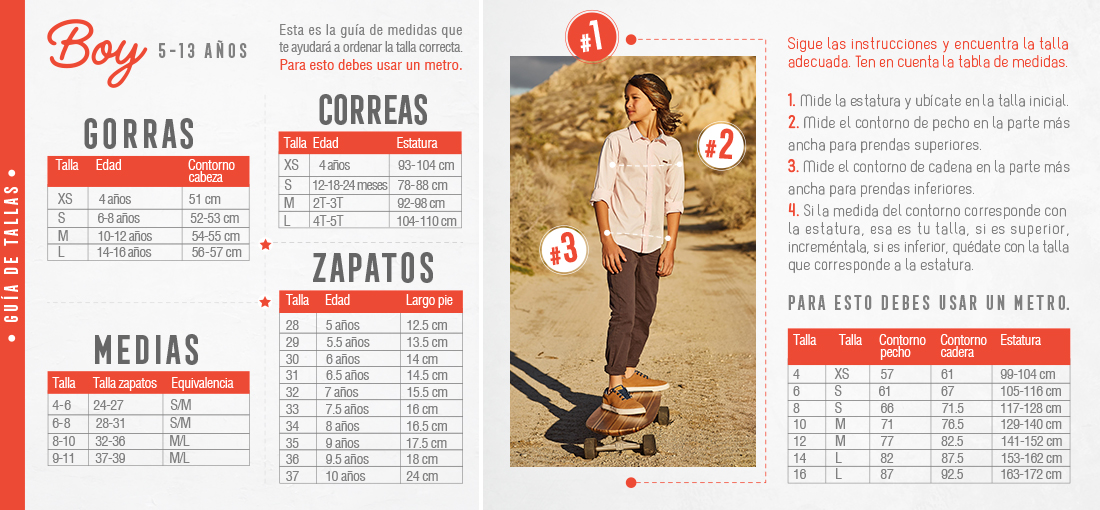 • GUÍA DE TALLAS •
Boy 5-13 AÑOS
Esta es la guía de medidas que
te ayudará a ordenar la talla correcta.
Para esto debes usar un metro.
GORRAS
Talla Edad Contorno
cabeza
XS 4 años 51 cm
S 6-8 años 52-53 cm
M 10-12 años 54-55 cm
L 14-16 años 56-57 cm
CORREAS
Talla Edad Estatura
XS 4 años 93-104 cm
S 12-18-24 meses 78-88 cm
M 2T-3T 92-98 cm
L 4T-5T 104-110 cm
MEDIAS
Talla Talla zapatos Equivalencia
4-6 24-27 S/M
6-8 28-31 S/M
8-10 32-36 M/L
9-11 37-39 M/L
ZAPATOS
Talla Edad Largo pie
28 5 años 12.5 cm
29 5.5 años 13.5 cm
30 6 años 14 cm
31 6.5 años 14.5 cm
32 7 años 15.5 cm
33 7.5 años 16 cm
34 8 años 16.5 cm
35 9 años 17.5 cm
36 9.5 años 18 cm
37 10 años 24 cm
#1
#2
#3
Sigue las instrucciones y encuentra la talla
adecuada. Ten en cuenta la tabla de medidas.
1. Mide la estatura y ubícate en la talla inicial.
2. Mide el contorno de pecho en la parte más
ancha para prendas superiores.
3. Mide el contorno de cadena en la parte más
ancha para prendas inferiores.
4. Si la medida del contorno corresponde con
la estatura, esa es tu talla, si es superior,
increméntala, si es inferior, quédate con la talla
que corresponde a la estatura.
PARA ESTO DEBES USAR UN METRO.
Talla Talla Contorno Contorno Estatura
pecho cadera
4 XS 57 61 99-104 cm
6 S 61 67 105-116 cm
8 S 66 71.5 117-128 cm
10 M 71 76.5 129-140 cm
12 M 77 82.5 141-152 cm
14 L 82 87.5 153-162 cm
16 L 87 92.5 163-172 cm